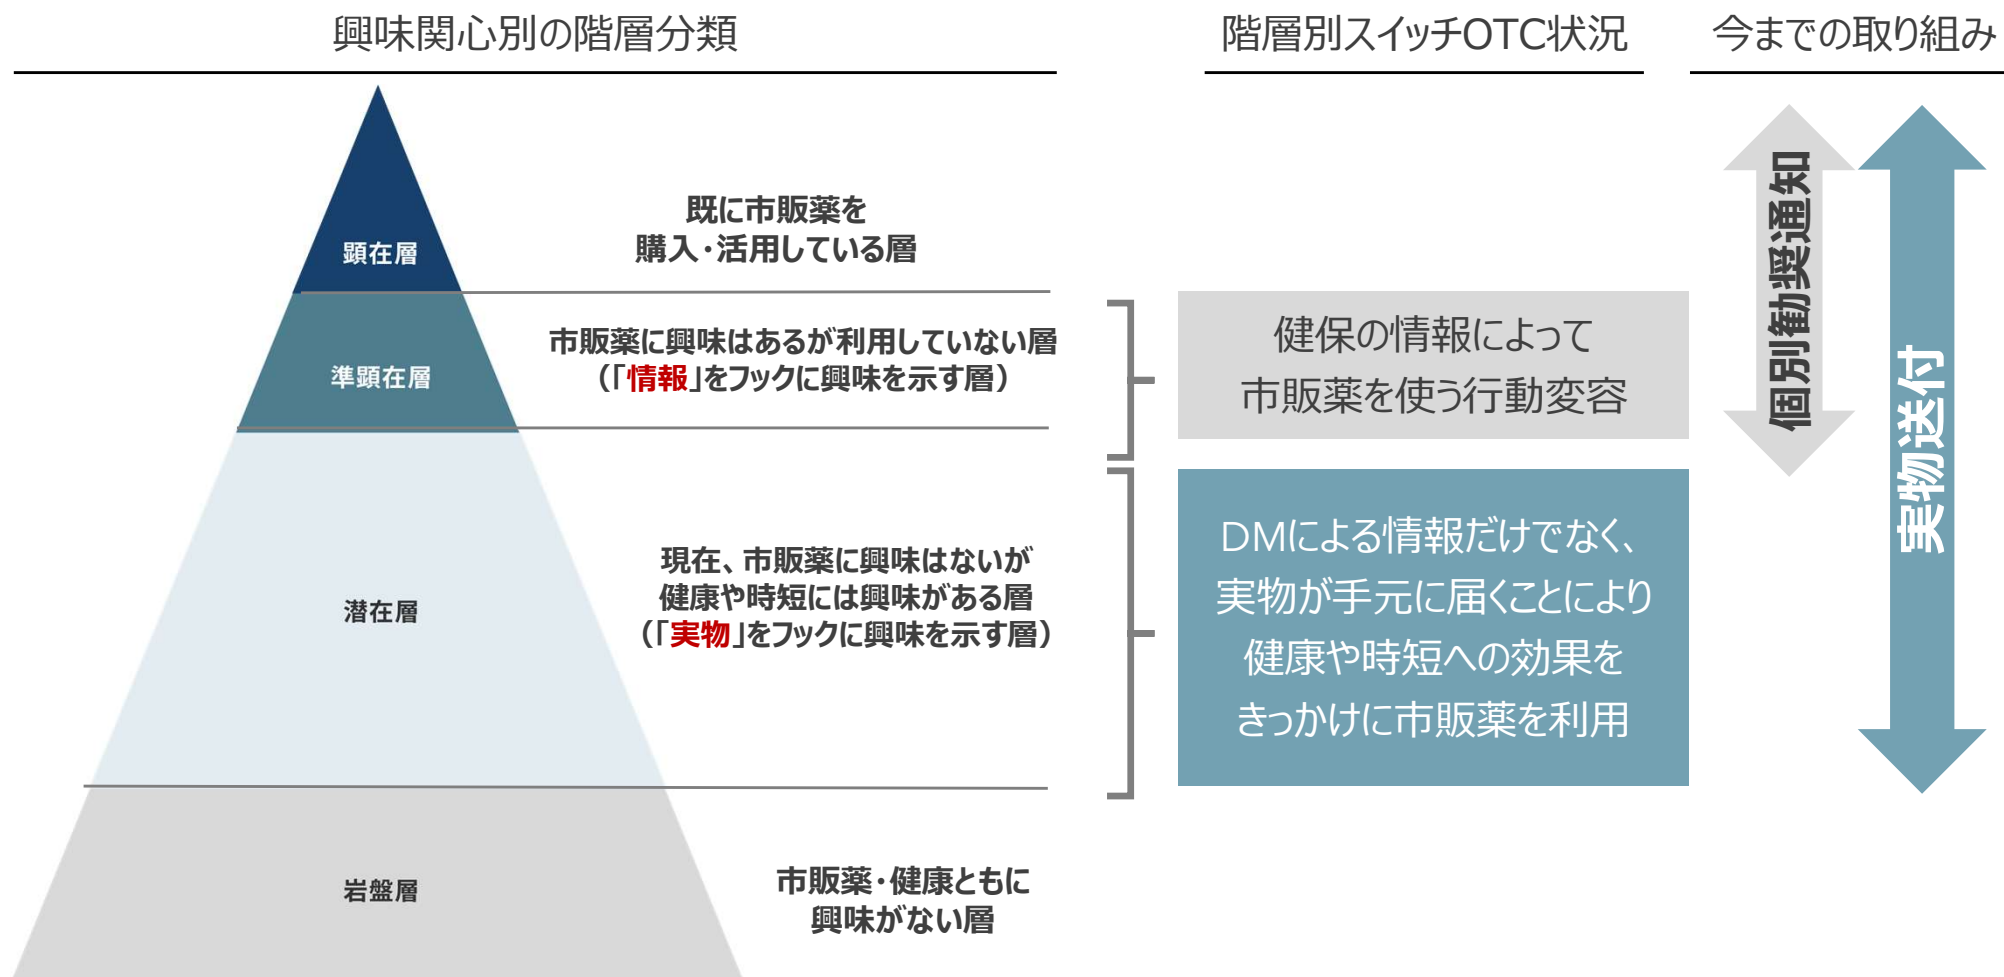 興味関心別の階層分類
階層別スイッチOTC状況
今までの取り組み
顕在層
既に市販薬を
購入・活用している層
準顕在層
市販薬に興味はあるが利用していない層
(「情報」をフックに興味を示す層)
健保の情報によって
市販薬を使う行動変容
潜在層
現在、市販薬に興味はないが
健康や時短には興味がある層
(「実物」をフックに興味を示す層)
DMによる情報だけでなく、
実物が手元に届くことにより
健康や時短への効果を
きっかけに市販薬を利用
岩盤層
市販薬・健康ともに
興味がない層
個別勧奨通知
実物送付